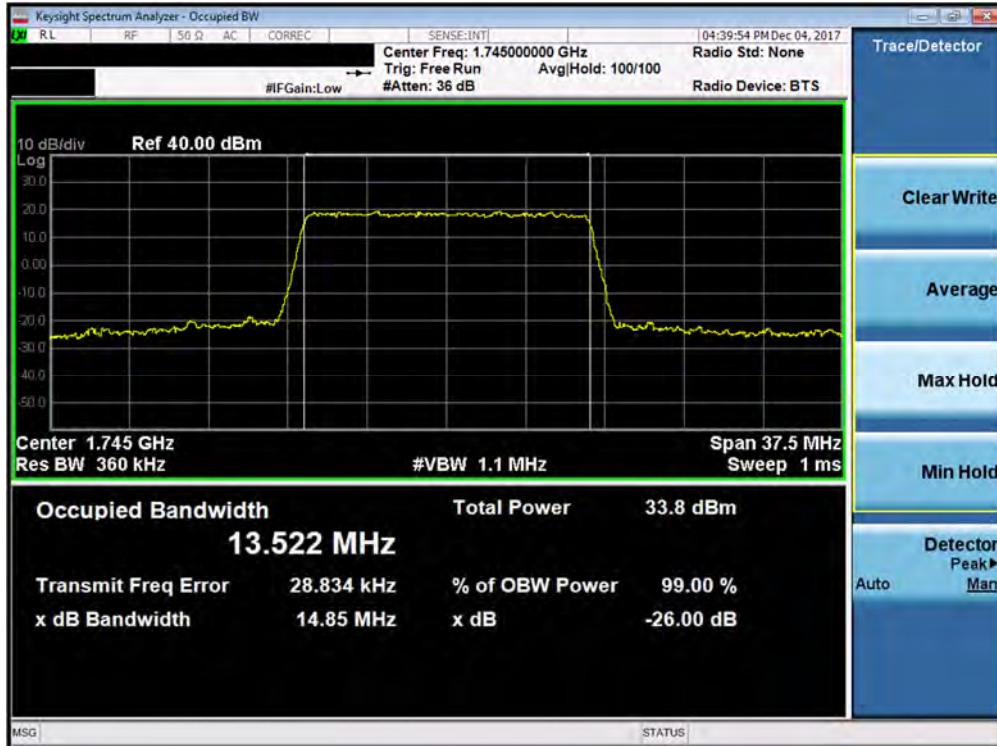 Keysight Spectrum Analyzer - Occupied BW
LXI RL RF 50 Ω AC CORREC SENSE:INT 04:39:54 PM Dec 04, 2017
Center Freq: 1.745000000 GHz Radio Std: None
Trig: Free Run Avg|Hold: 100/100
#IFGain:Low #Atten: 36 dB Radio Device: BTS
10 dB/div Ref 40.00 dBm
Log
30.0
20.0
10.0
0.00
-10.0
-20.0
-30.0
-40.0
-50.0
Center 1.745 GHz Span 37.5 MHz
Res BW 360 kHz #VBW 1.1 MHz Sweep 1 ms
Occupied Bandwidth Total Power 33.8 dBm
13.522 MHz
Transmit Freq Error 28.834 kHz % of OBW Power 99.00 %
x dB Bandwidth 14.85 MHz x dB -26.00 dB
MSG STATUS
Trace/Detector
Clear Write
Average
Max Hold
Min Hold
Detector
Peak▶
Auto Man